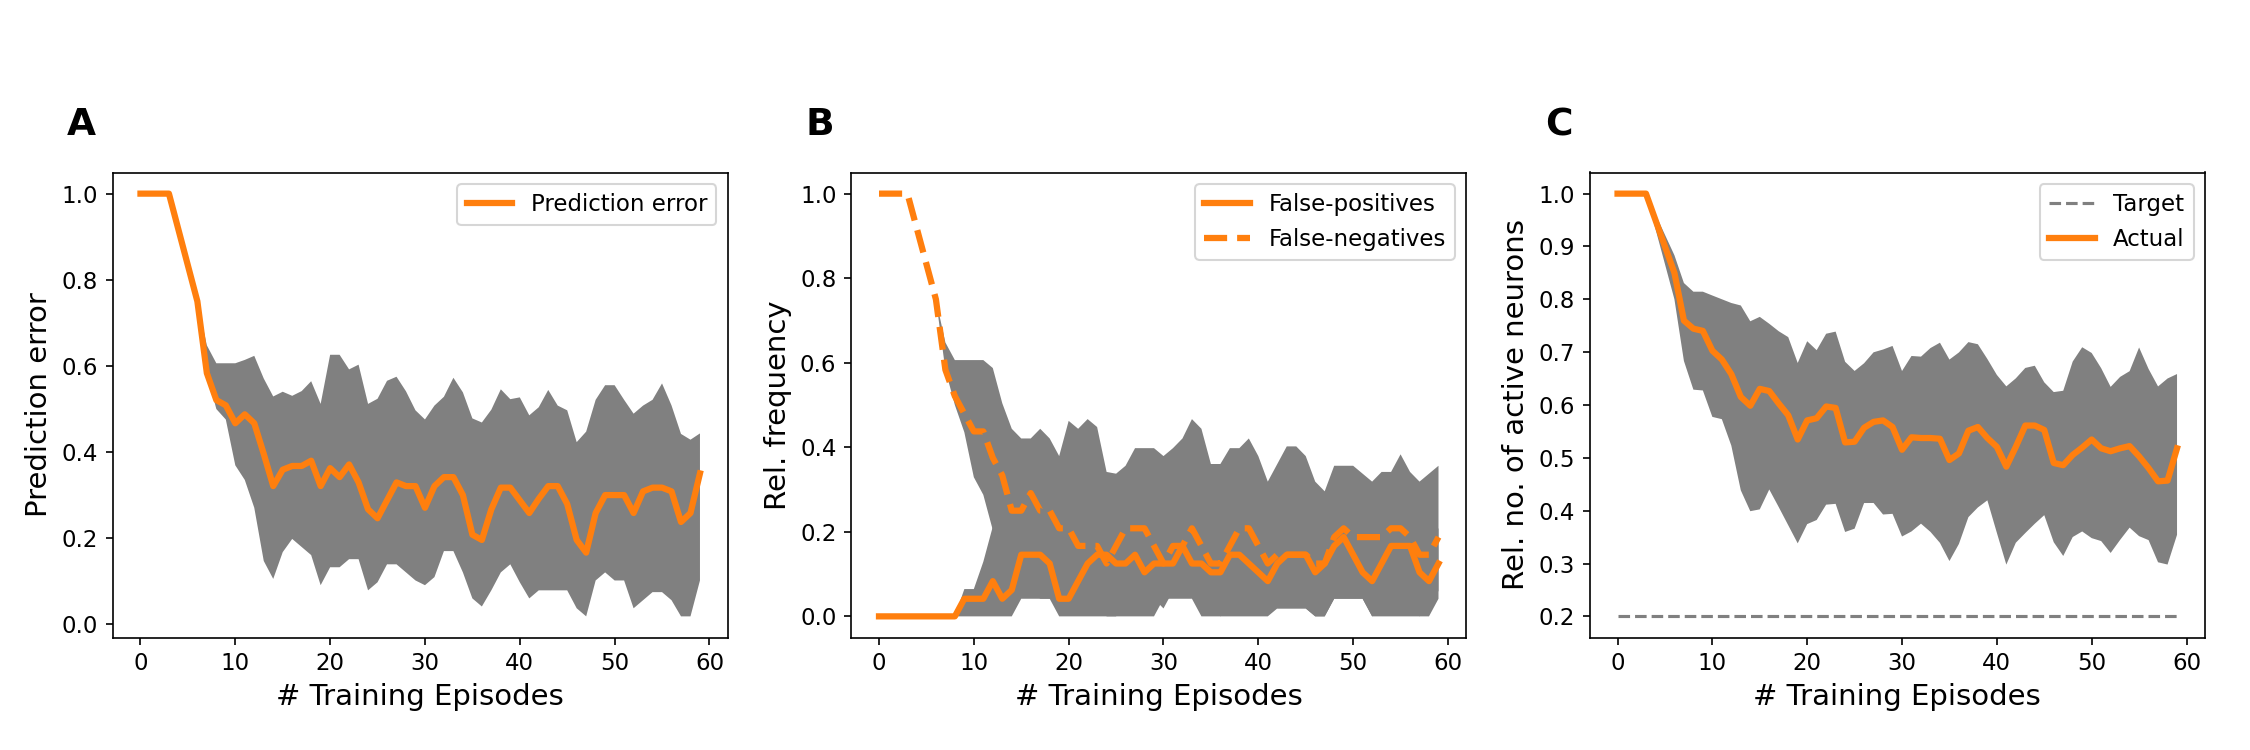 A
B
C
Prediction error
1.0
0.8
0.6
0.4
0.2
0.0
0 10 20 30 40 50 60
# Training Episodes
Prediction error
Rel. frequency
1.0
0.8
0.6
0.4
0.2
0.0
0 10 20 30 40 50 60
# Training Episodes
False-positives
False-negatives
Rel. no. of active neurons
1.0
0.9
0.8
0.7
0.6
0.5
0.4
0.3
0.2
0 10 20 30 40 50 60
# Training Episodes
Target
Actual